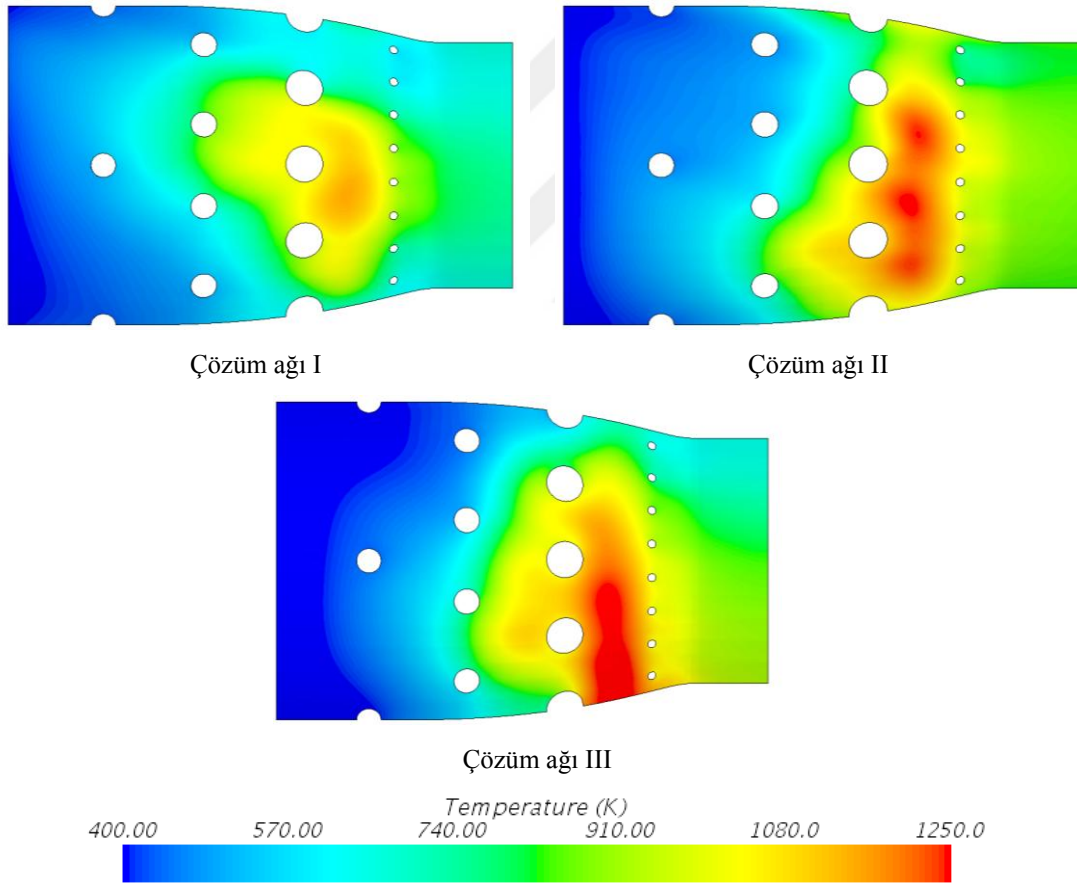 Çözüm ağı I
Çözüm ağı II
Çözüm ağı III
Temperature (K)
400.00 570.00 740.00 910.00 1080.0 1250.0